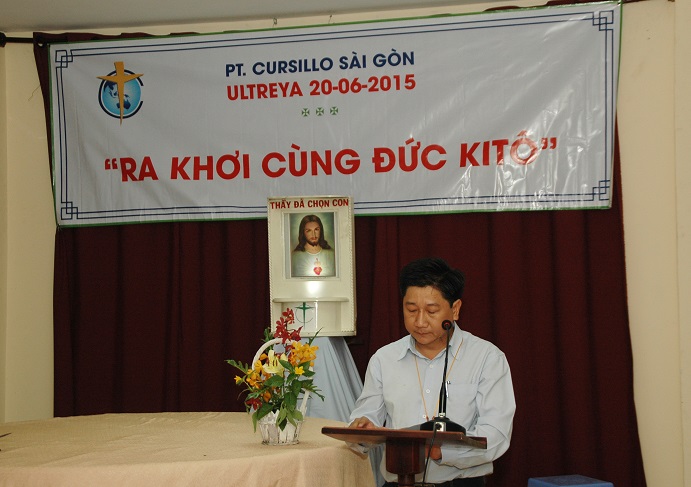 PT. CURSILLO SÀI GÒN
ULTREYA 20-06-2015
“RA KHƠI CÙNG ĐỨC KITÔ”
THẦY ĐÃ CHỌN CON